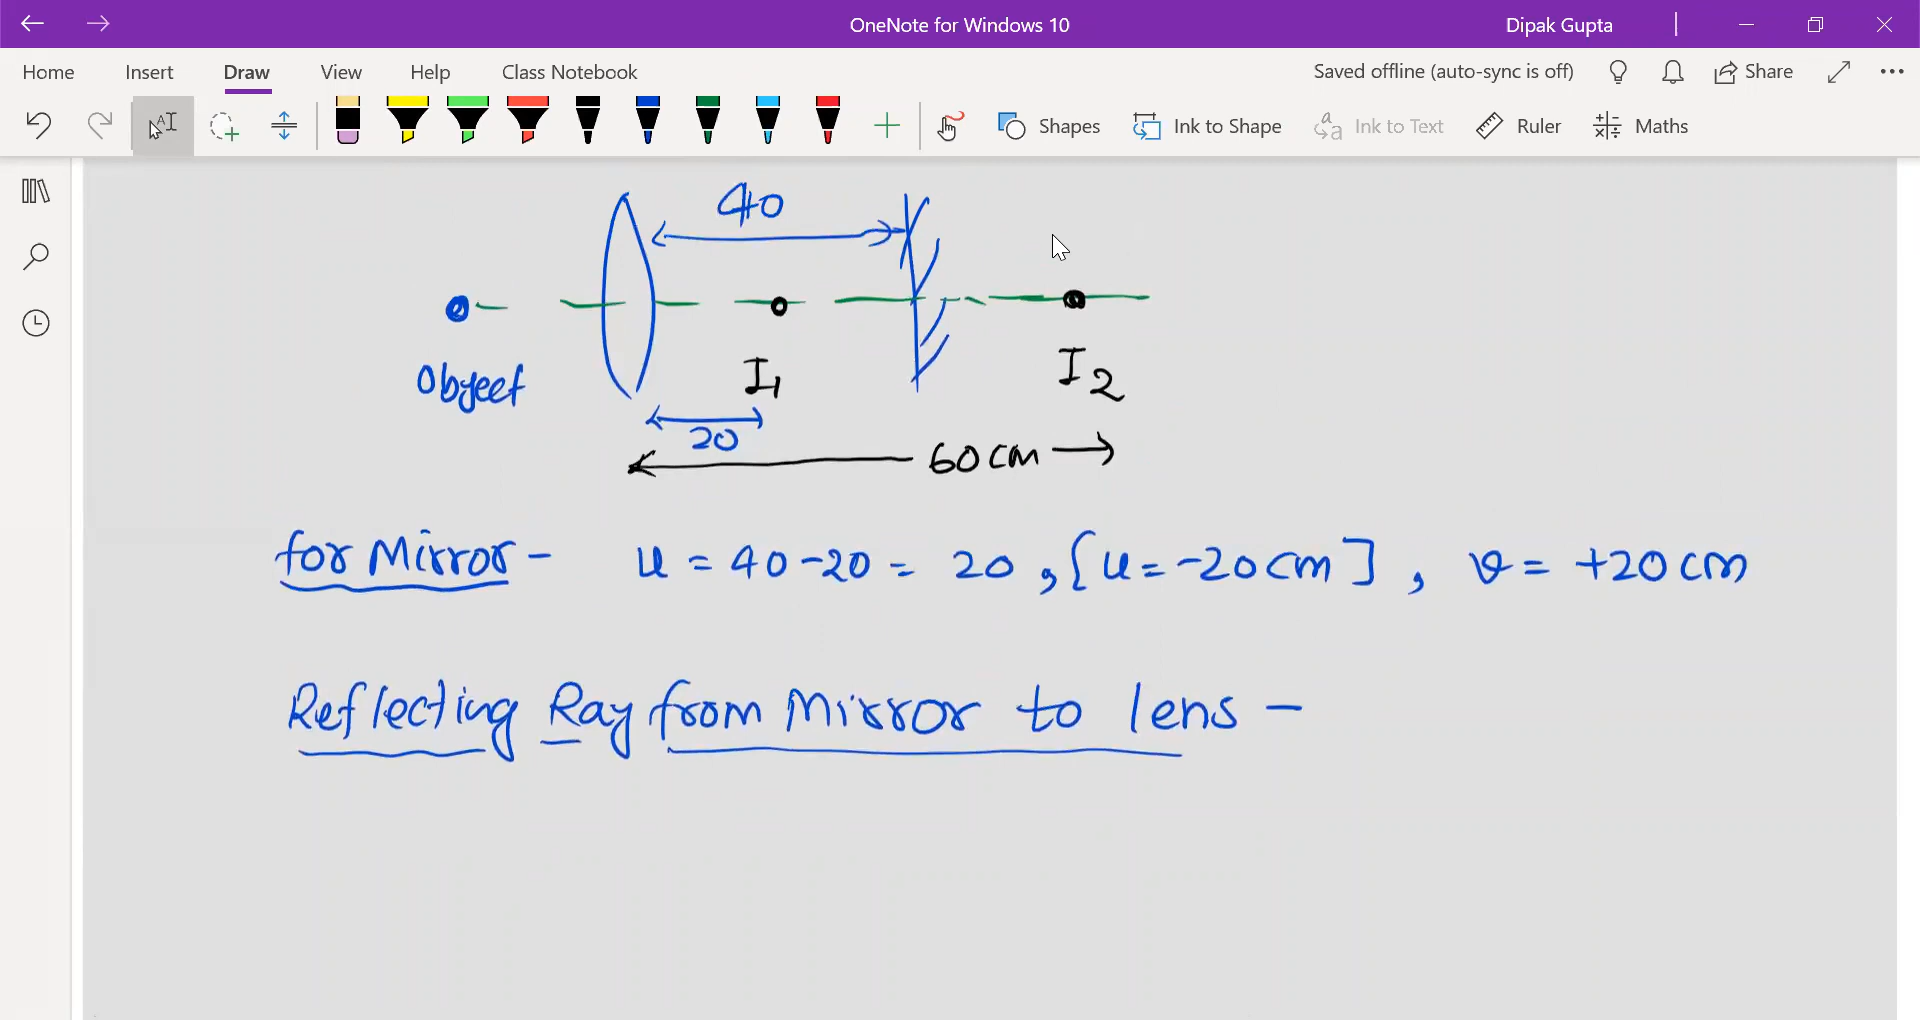 OneNote for Windows 10
Dipak Gupta
Home Insert Draw View Help Class Notebook
Saved offline (auto-sync is off) Share
Shapes Ink to Shape Ink to Text Ruler Maths
40
Object
I1
I2
20
60 cm
for Mirror - u = 40 - 20 = 20, [u = -20 cm], v = +20 cm
Reflecting Ray from Mirror to lens -